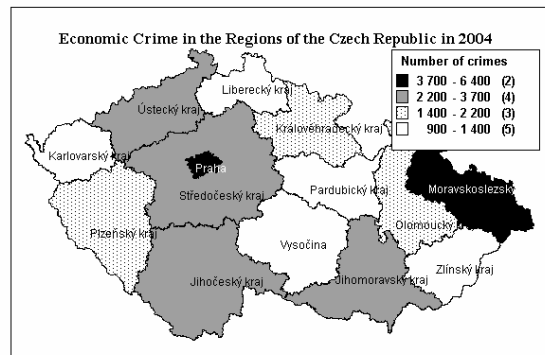 Economic Crime in the Regions of the Czech Republic in 2004
Number of crimes
3 700 - 6 400 (2)
2 200 - 3 700 (4)
1 400 - 2 200 (3)
900 - 1 400 (5)
Liberecký kraj
Ústecký kraj
Královéhradecký kraj
Karlovarský kraj
Praha
Středočeský kraj
Pardubický kraj
Moravskoslezský
Plzeňský kraj
Olomoucký k
Vysočina
Zlínský kraj
Jihočeský kraj
Jihomoravský kraj